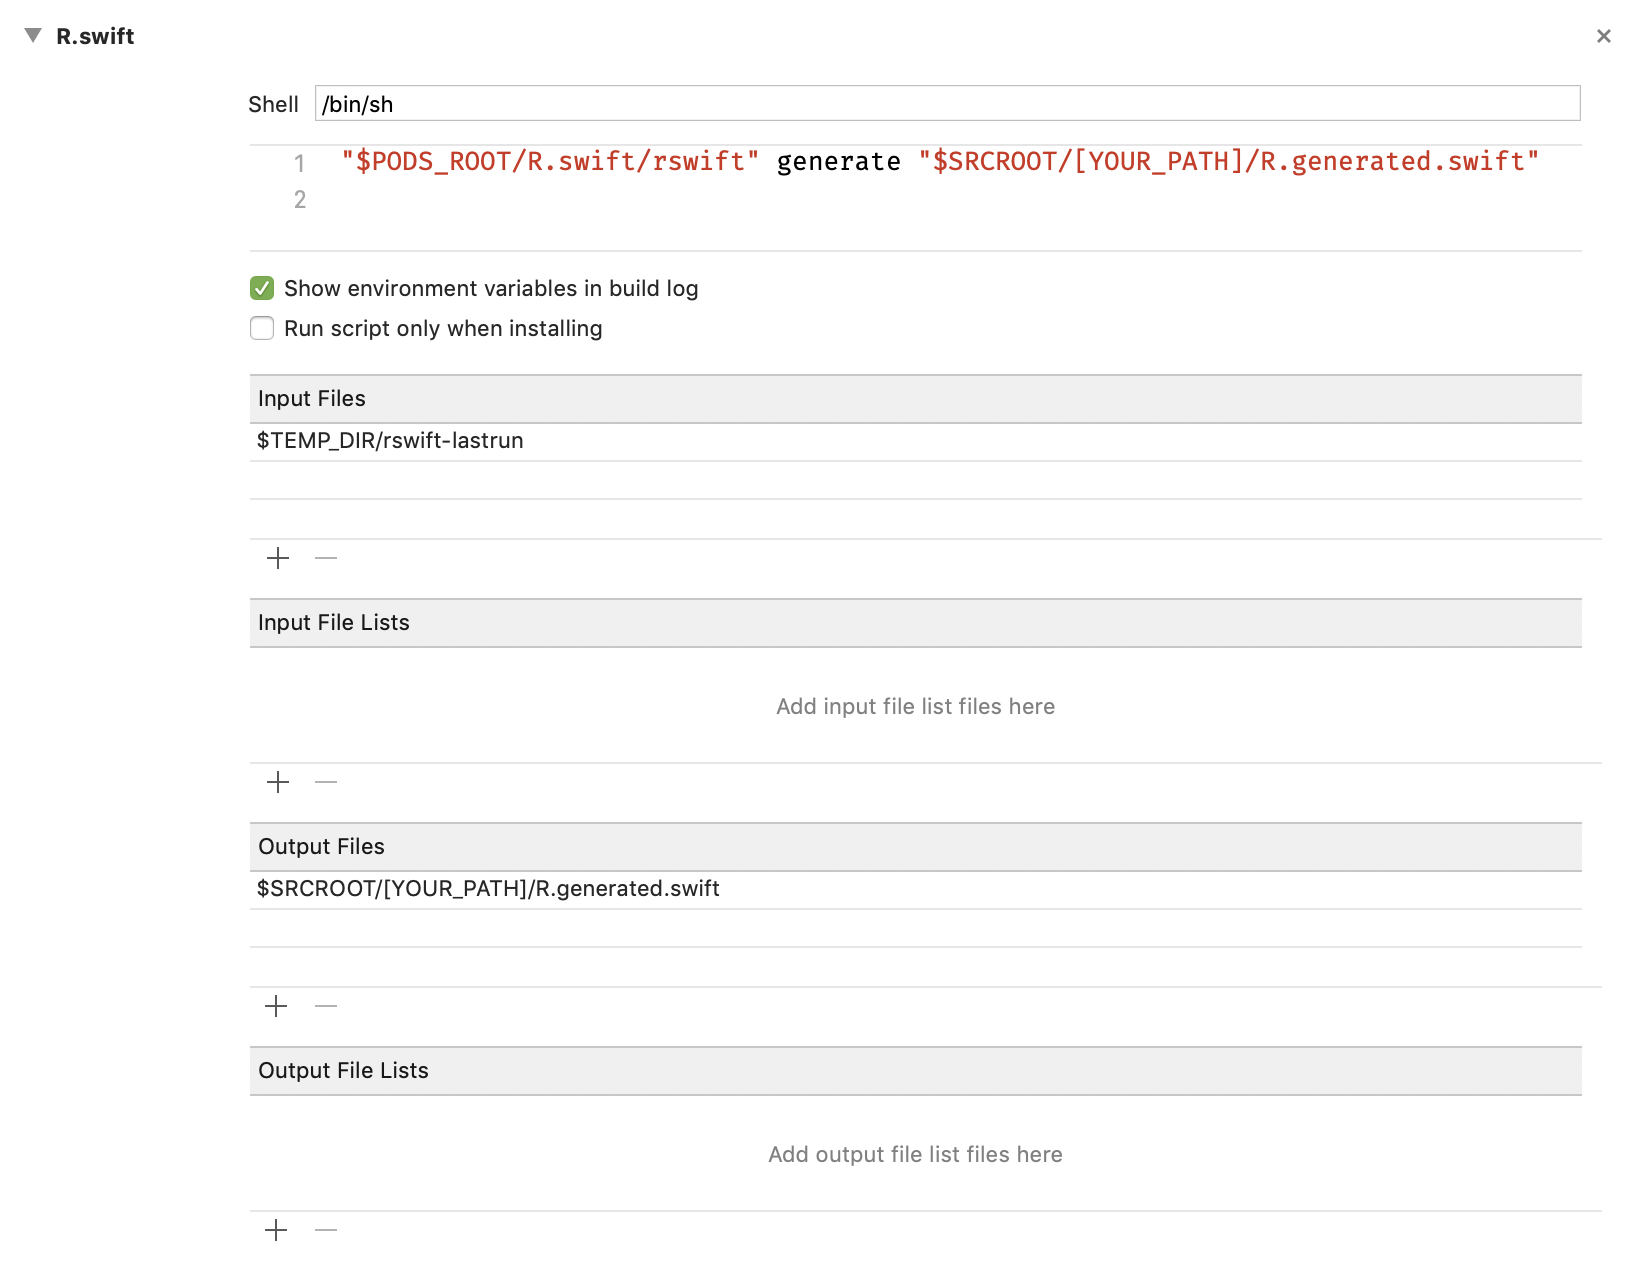 R.swift
Shell /bin/sh
1 "$PODS_ROOT/R.swift/rswift" generate "$SRCROOT/[YOUR_PATH]/R.generated.swift"
2
Show environment variables in build log
Run script only when installing
Input Files
$TEMP_DIR/rswift-lastrun
Input File Lists
Add input file list files here
Output Files
$SRCROOT/[YOUR_PATH]/R.generated.swift
Output File Lists
Add output file list files here